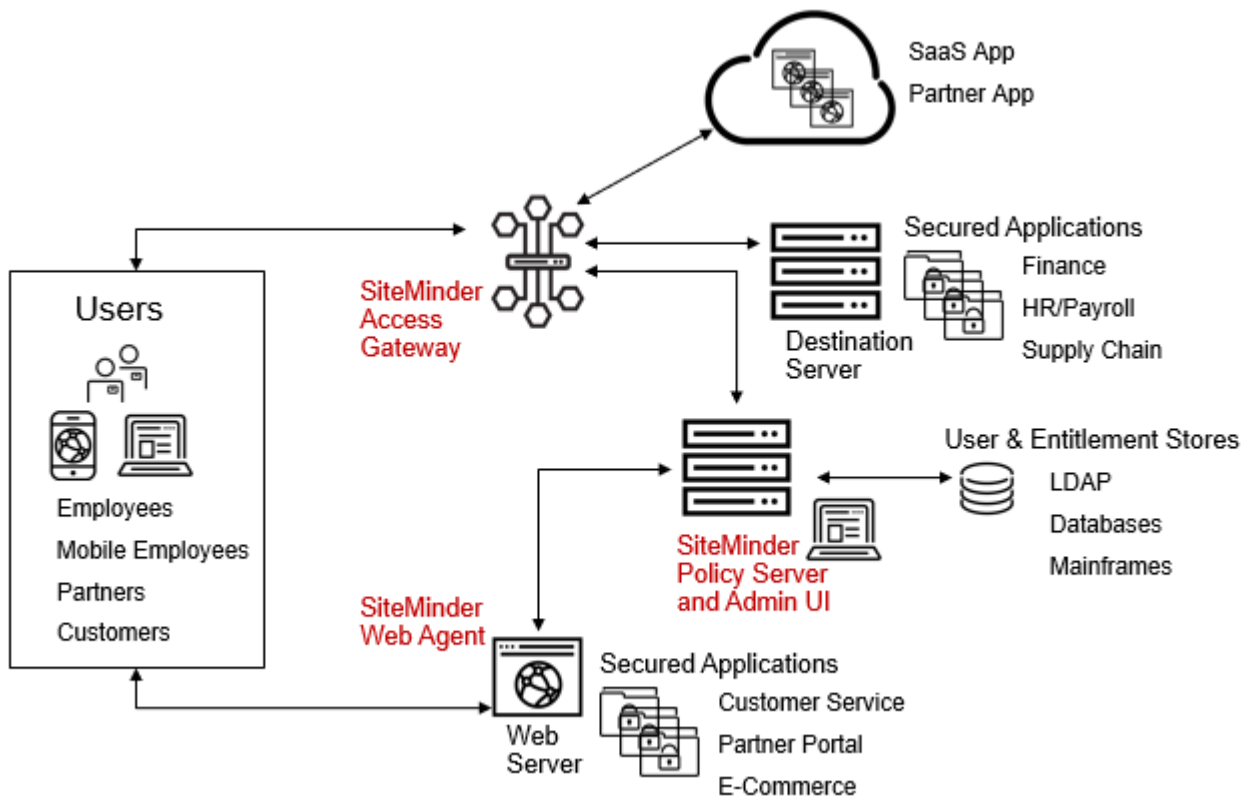 SaaS App
Partner App
Secured Applications
Finance
HR/Payroll
Supply Chain
Destination
Server
SiteMinder
Access
Gateway
Users
Employees
Mobile Employees
Partners
Customers
User & Entitlement Stores
LDAP
Databases
Mainframes
SiteMinder
Policy Server
and Admin UI
SiteMinder
Web Agent
Web
Server
Secured Applications
Customer Service
Partner Portal
E-Commerce